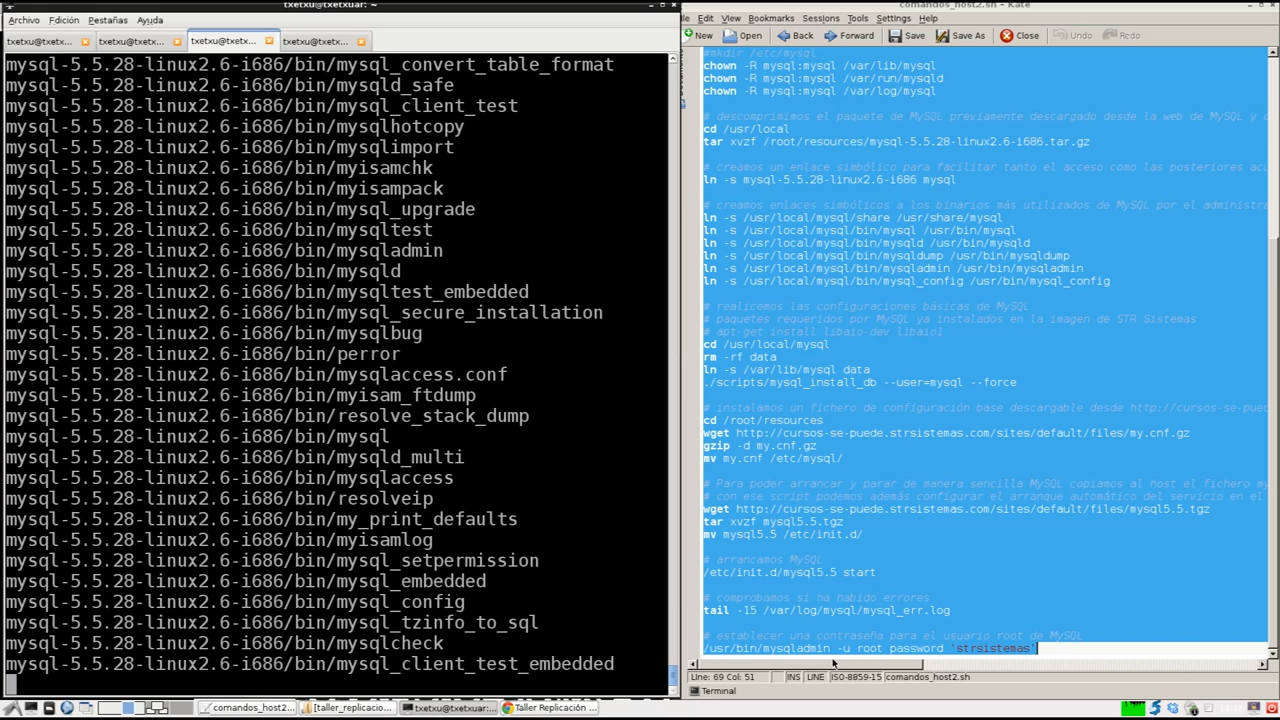 txetxu@txetxuar: ~
Archivo Edición Pestañas Ayuda
txetxu@txetx...
txetxu@txetx...
txetxu@txetx...
txetxu@txetx...
mysql-5.5.28-linux2.6-i686/bin/mysql_convert_table_format
mysql-5.5.28-linux2.6-i686/bin/mysqld_safe
mysql-5.5.28-linux2.6-i686/bin/mysql_client_test
mysql-5.5.28-linux2.6-i686/bin/mysqlhotcopy
mysql-5.5.28-linux2.6-i686/bin/mysqlimport
mysql-5.5.28-linux2.6-i686/bin/myisamchk
mysql-5.5.28-linux2.6-i686/bin/myisampack
mysql-5.5.28-linux2.6-i686/bin/mysql_upgrade
mysql-5.5.28-linux2.6-i686/bin/mysqltest
mysql-5.5.28-linux2.6-i686/bin/mysqladmin
mysql-5.5.28-linux2.6-i686/bin/mysqld
mysql-5.5.28-linux2.6-i686/bin/mysqltest_embedded
mysql-5.5.28-linux2.6-i686/bin/mysql_secure_installation
mysql-5.5.28-linux2.6-i686/bin/mysqlbug
mysql-5.5.28-linux2.6-i686/bin/perror
mysql-5.5.28-linux2.6-i686/bin/mysqlaccess.conf
mysql-5.5.28-linux2.6-i686/bin/myisam_ftdump
mysql-5.5.28-linux2.6-i686/bin/resolve_stack_dump
mysql-5.5.28-linux2.6-i686/bin/mysql
mysql-5.5.28-linux2.6-i686/bin/mysqld_multi
mysql-5.5.28-linux2.6-i686/bin/mysqlaccess
mysql-5.5.28-linux2.6-i686/bin/resolveip
mysql-5.5.28-linux2.6-i686/bin/my_print_defaults
mysql-5.5.28-linux2.6-i686/bin/myisamlog
mysql-5.5.28-linux2.6-i686/bin/mysql_setpermission
mysql-5.5.28-linux2.6-i686/bin/mysql_embedded
mysql-5.5.28-linux2.6-i686/bin/mysql_config
mysql-5.5.28-linux2.6-i686/bin/mysql_tzinfo_to_sql
mysql-5.5.28-linux2.6-i686/bin/mysqlcheck
mysql-5.5.28-linux2.6-i686/bin/mysql_client_test_embedded
comandos_host2.sh - Kate
Edit View Bookmarks Sessions Tools Settings Help
New Open Back Forward Save Save As Close Undo Redo
#mkdir /etc/mysql
chown -R mysql:mysql /var/lib/mysql
chown -R mysql:mysql /var/run/mysqld
chown -R mysql:mysql /var/log/mysql
# descomprimimos el paquete de MySQL previamente descargado desde la web de MySQL y c
cd /usr/local
tar xvzf /root/resources/mysql-5.5.28-linux2.6-i686.tar.gz
# creamos un enlace simbólico para facilitar tanto el acceso como las posteriores act
ln -s mysql-5.5.28-linux2.6-i686 mysql
# creamos enlaces simbólicos a los binarios más utilizados de MySQL por el administra
ln -s /usr/local/mysql/share /usr/share/mysql
ln -s /usr/local/mysql/bin/mysql /usr/bin/mysql
ln -s /usr/local/mysql/bin/mysqld /usr/bin/mysqld
ln -s /usr/local/mysql/bin/mysqldump /usr/bin/mysqldump
ln -s /usr/local/mysql/bin/mysqladmin /usr/bin/mysqladmin
ln -s /usr/local/mysql/bin/mysql_config /usr/bin/mysql_config
# realicemos las configuraciones básicas de MySQL
# paquetes requeridos por MySQL ya instalados en la imagen de STR Sistemas
# apt-get install libaio-dev libaio1
cd /usr/local/mysql
rm -rf data
ln -s /var/lib/mysql data
./scripts/mysql_install_db --user=mysql --force
# instalamos un fichero de configuración base descargable desde http://cursos-se-pued
cd /root/resources
wget http://cursos-se-puede.strsistemas.com/sites/default/files/my.cnf.gz
gzip -d my.cnf.gz
mv my.cnf /etc/mysql/
# Para poder arrancar y parar de manera sencilla MySQL copiamos al host el fichero my
# con ese script podemos además configurar el arranque automático del servicio en el
wget http://cursos-se-puede.strsistemas.com/sites/default/files/mysql5.5.tgz
tar xvzf mysql5.5.tgz
mv mysql5.5 /etc/init.d/
# arrancamos MySQL
/etc/init.d/mysql5.5 start
# comprobamos si ha habido errores
tail -15 /var/log/mysql/mysql_err.log
# establecer una contraseña para el usuario root de MySQL
/usr/bin/mysqladmin -u root password 'strsistemas'
Line: 69 Col: 51 INS LINE ISO-8859-15 comandos_host2.sh
Terminal
comandos_host2... [taller_replicacio... txetxu@txetxuar:... Taller Replicación ...